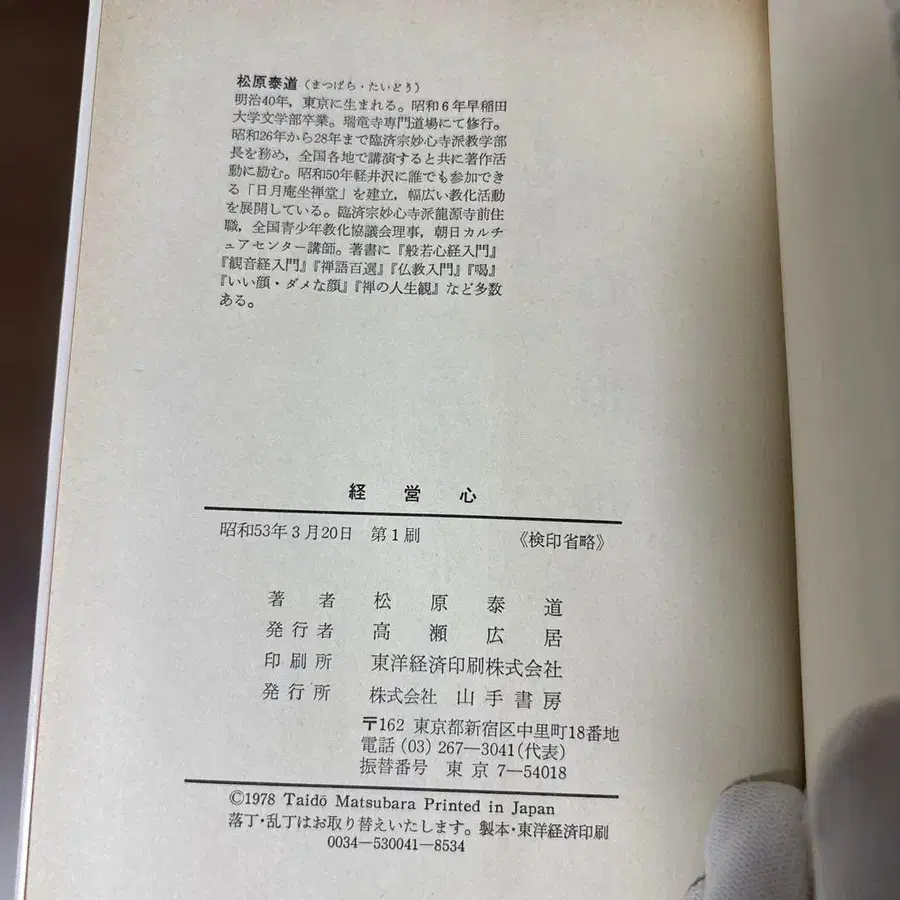 松原泰道(まつばら・たいどう)
明治40年,東京に生まれる。昭和6年早稲田
大学文学部卒業。瑞竜寺専門道場にて修行。
昭和26年から28年まで臨済宗妙心寺派教学部
長を務め,全国各地で講演すると共に著作活
動に励む。昭和50年軽井沢に誰でも参加でき
る「日月庵坐禅堂」を建立,幅広い教化活動
を展開している。臨済宗妙心寺派龍源寺前住
職,全国青少年教化協議会理事,朝日カルチ
ュアセンター講師。著書に『般若心経入門』
『観音経入門』『禅語百選』『仏教入門』『喝』
『いい顔・ダメな顔』『禅の人生観』など多数
ある。
経営心
昭和53年3月20日 第1刷 《検印省略》
著者 松原泰道
発行者 高瀬広居
印刷所 東洋経済印刷株式会社
発行所 株式会社 山手書房
〒162 東京都新宿区中里町18番地
電話(03)267—3041(代表)
振替番号 東京7—54018
©1978 Taidō Matsubara Printed in Japan
落丁・乱丁はお取り替えいたします。製本・東洋経済印刷
0034—530041—8534